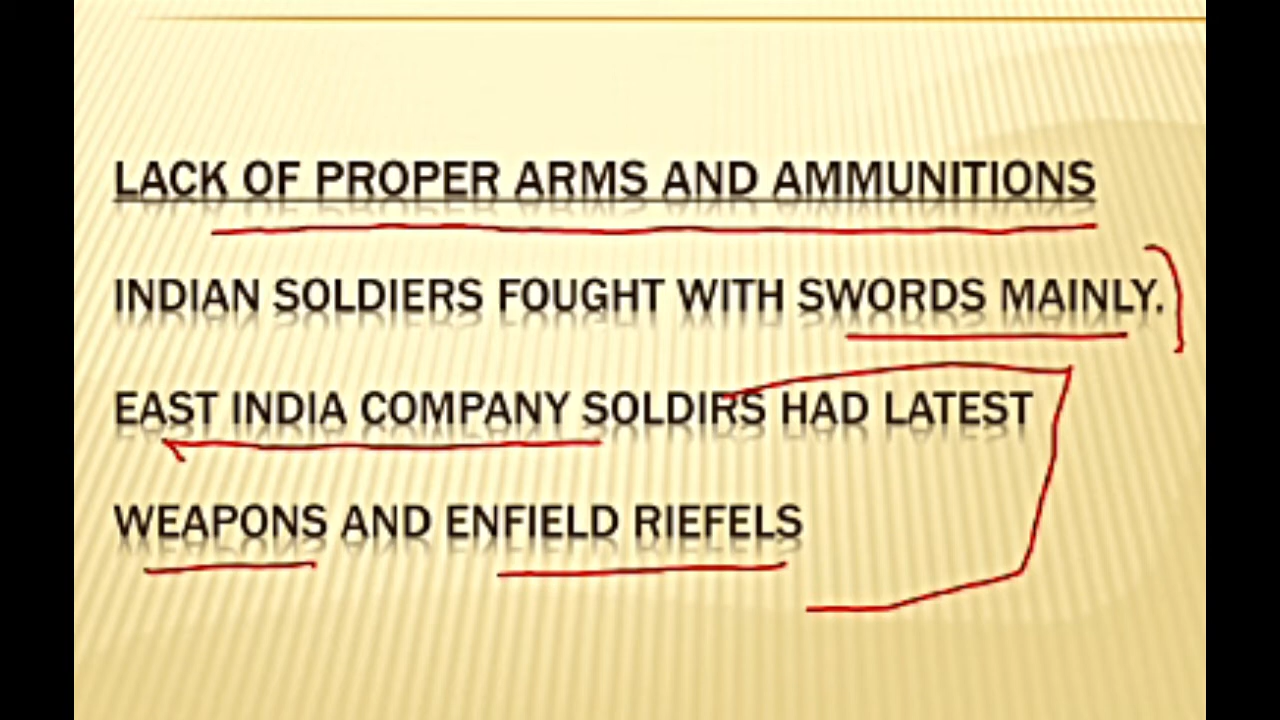 LACK OF PROPER ARMS AND AMMUNITIONS
INDIAN SOLDIERS FOUGHT WITH SWORDS MAINLY.
EAST INDIA COMPANY SOLDIRS HAD LATEST
WEAPONS AND ENFIELD RIEFELS